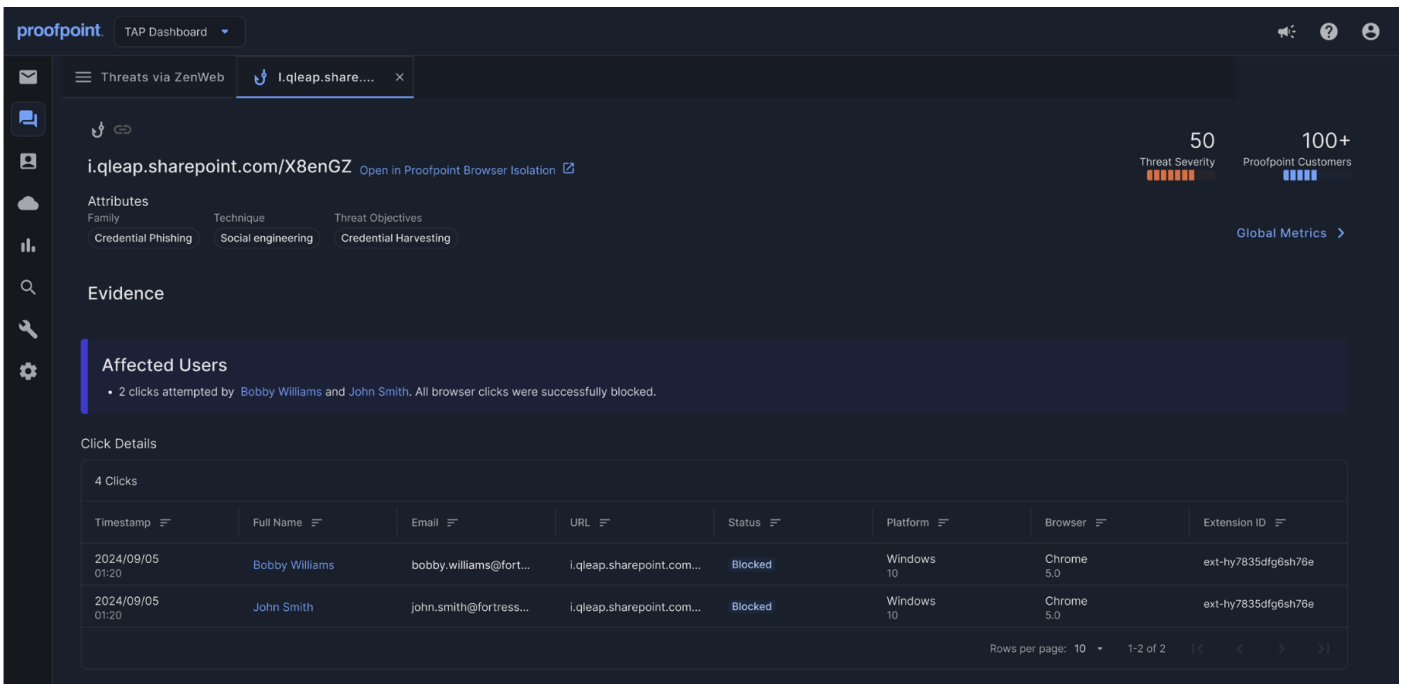 proofpoint. TAP Dashboard
Threats via ZenWeb I.qleap.share....
50 100+
i.qleap.sharepoint.com/X8enGZ Open in Proofpoint Browser Isolation Threat Severity Proofpoint Customers
Attributes
Family Technique Threat Objectives
Credential Phishing Social engineering Credential Harvesting
Global Metrics
Evidence
Affected Users
• 2 clicks attempted by Bobby Williams and John Smith. All browser clicks were successfully blocked.
Click Details
4 Clicks
Timestamp Full Name Email URL Status Platform Browser Extension ID
2024/09/05 Bobby Williams bobby.williams@fort... i.qleap.sharepoint.com... Blocked Windows Chrome ext-hy7835dfg6sh76e
01:20 10 5.0
2024/09/05 John Smith john.smith@fortress... i.qleap.sharepoint.com... Blocked Windows Chrome ext-hy7835dfg6sh76e
01:20 10 5.0
Rows per page: 10 1-2 of 2